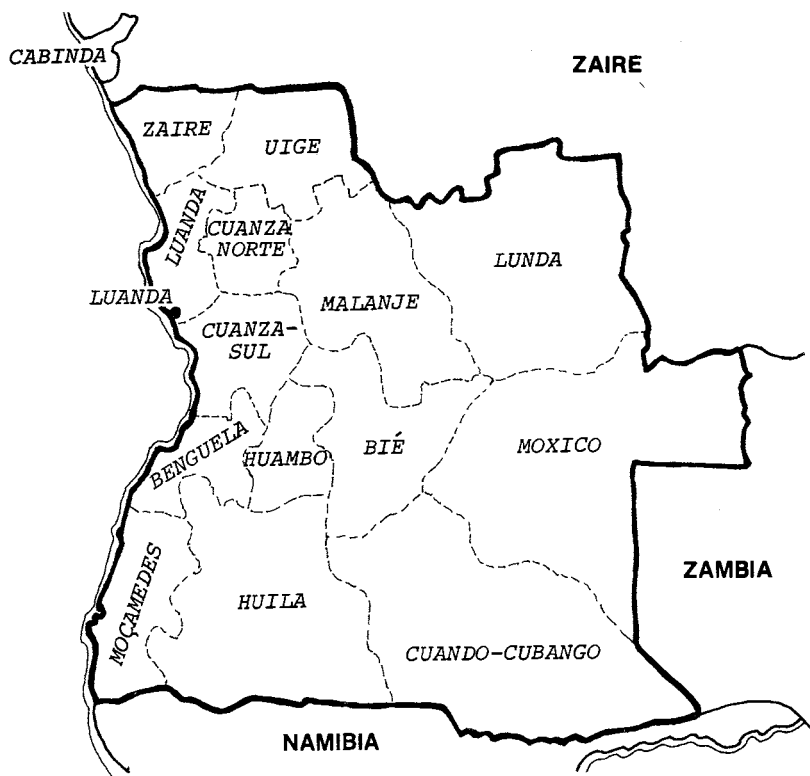 CABINDA
ZAIRE
ZAIRE
UIGE
LUANDA
CUANZA
NORTE
LUNDA
LUANDA
MALANJE
CUANZA-
SUL
BENGUELA
HUAMBO
BIÉ
MOXICO
MOÇAMEDES
HUILA
ZAMBIA
CUANDO-CUBANGO
NAMIBIA